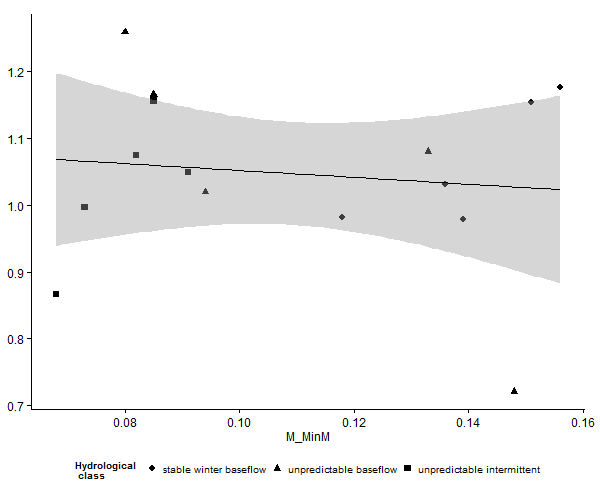 1.2
1.1
1.0
0.9
0.8
0.7
0.08 0.10 0.12 0.14 0.16
M_MinM
Hydrological class stable winter baseflow unpredictable baseflow unpredictable intermittent